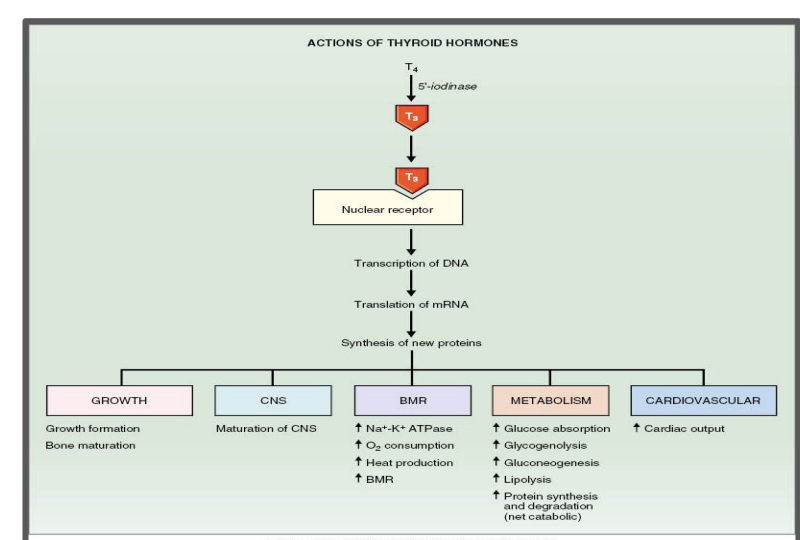 ACTIONS OF THYROID HORMONES
T₄
5'-iodinase
T₃
T₃
Nuclear receptor
Transcription of DNA
Translation of mRNA
Synthesis of new proteins
GROWTH
Growth formation
Bone maturation
CNS
Maturation of CNS
BMR
↑ Na⁺-K⁺ ATPase
↑ O₂ consumption
↑ Heat production
↑ BMR
METABOLISM
↑ Glucose absorption
↑ Glycogenolysis
↑ Gluconeogenesis
↑ Lipolysis
↑ Protein synthesis
and degradation
(net catabolic)
CARDIOVASCULAR
↑ Cardiac output